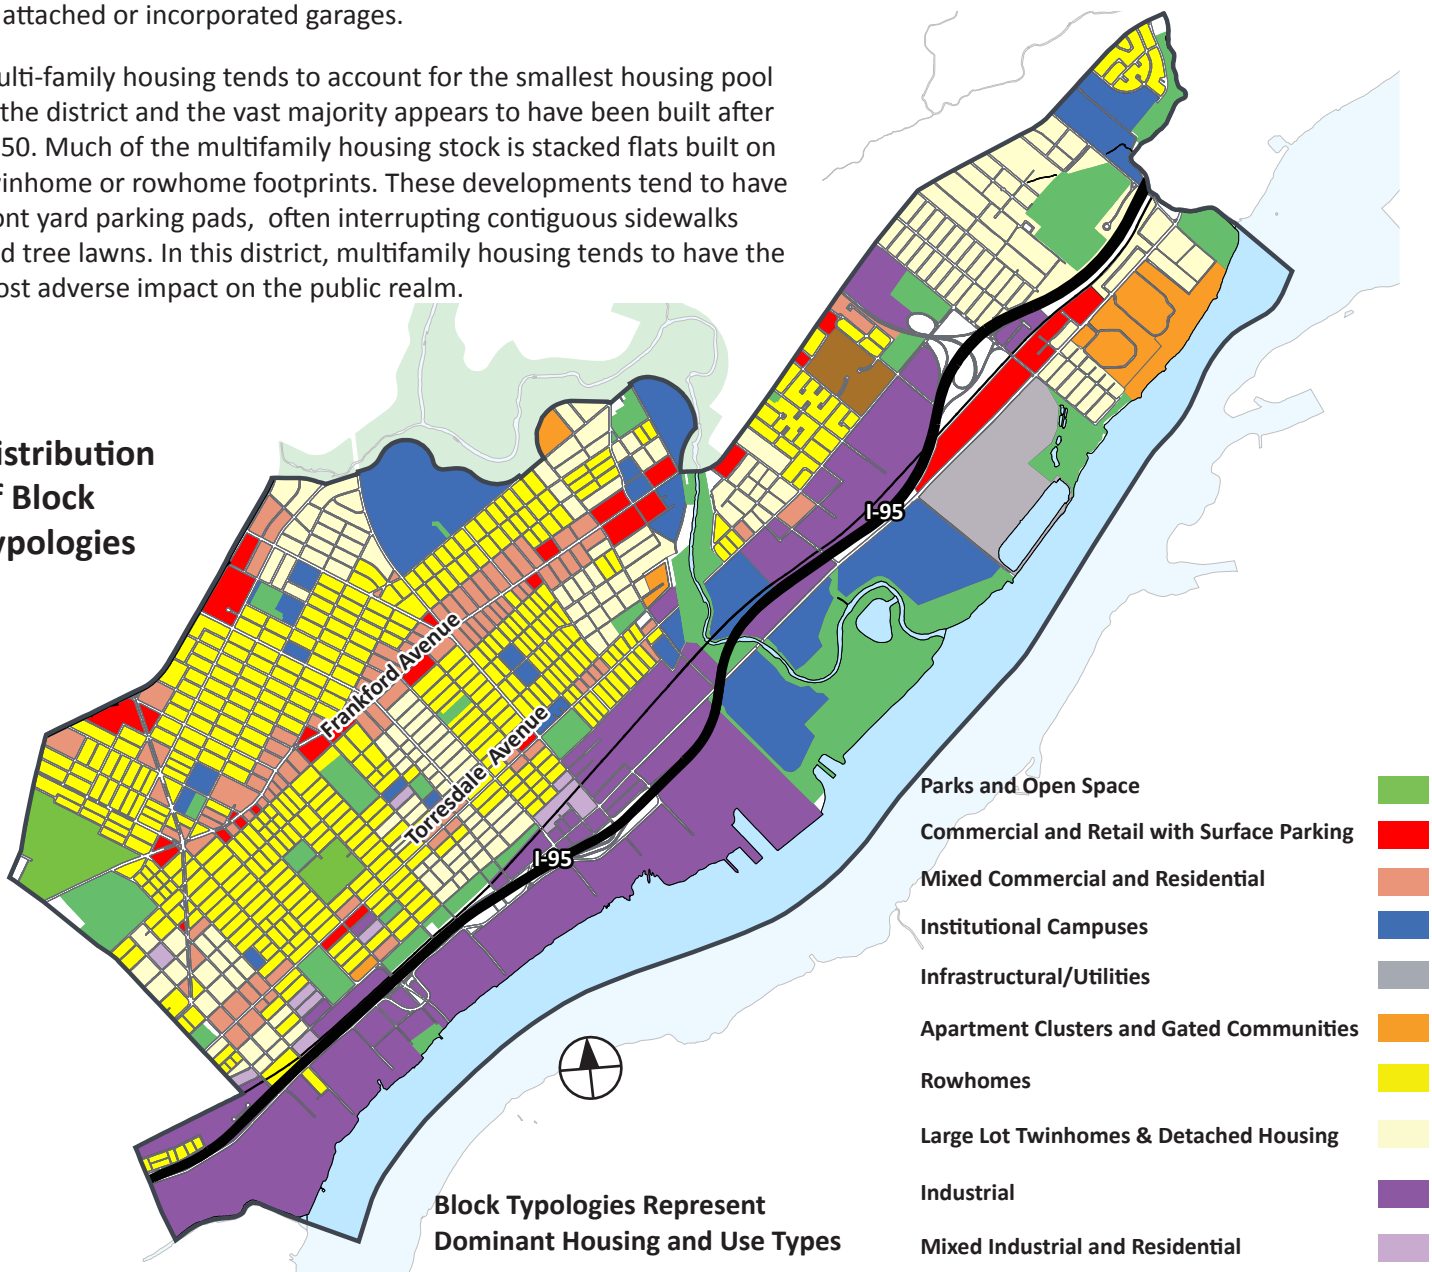 attached or incorporated garages.
ulti-family housing tends to account for the smallest housing pool
the district and the vast majority appears to have been built after
50. Much of the multifamily housing stock is stacked flats built on
vinhome or rowhome footprints. These developments tend to have
ont yard parking pads, often interrupting contiguous sidewalks
d tree lawns. In this district, multifamily housing tends to have the
ost adverse impact on the public realm.
istribution
f Block
ypologies
I-95
Frankford Avenue
Torresdale Avenue
I-95
Parks and Open Space
Commercial and Retail with Surface Parking
Mixed Commercial and Residential
Institutional Campuses
Infrastructural/Utilities
Apartment Clusters and Gated Communities
Rowhomes
Large Lot Twinhomes & Detached Housing
Industrial
Mixed Industrial and Residential
Block Typologies Represent
Dominant Housing and Use Types